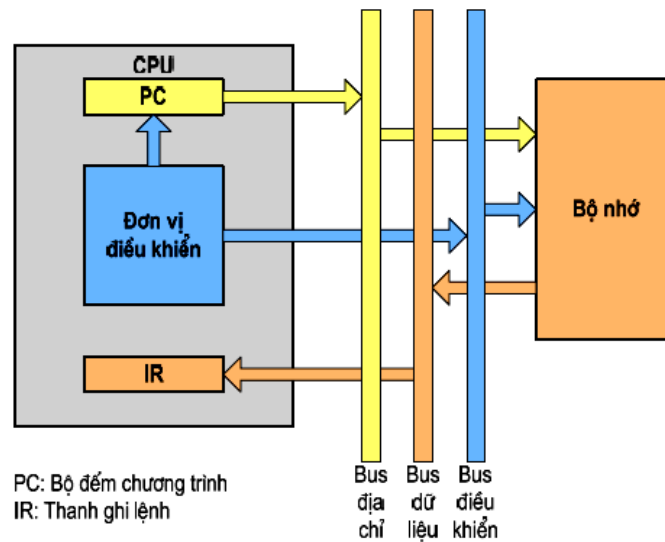 CPU
PC
Đơn vị
điều khiển
Bộ nhớ
IR
PC: Bộ đếm chương trình
IR: Thanh ghi lệnh
Bus
địa
chỉ
Bus
dữ
liệu
Bus
điều
khiển